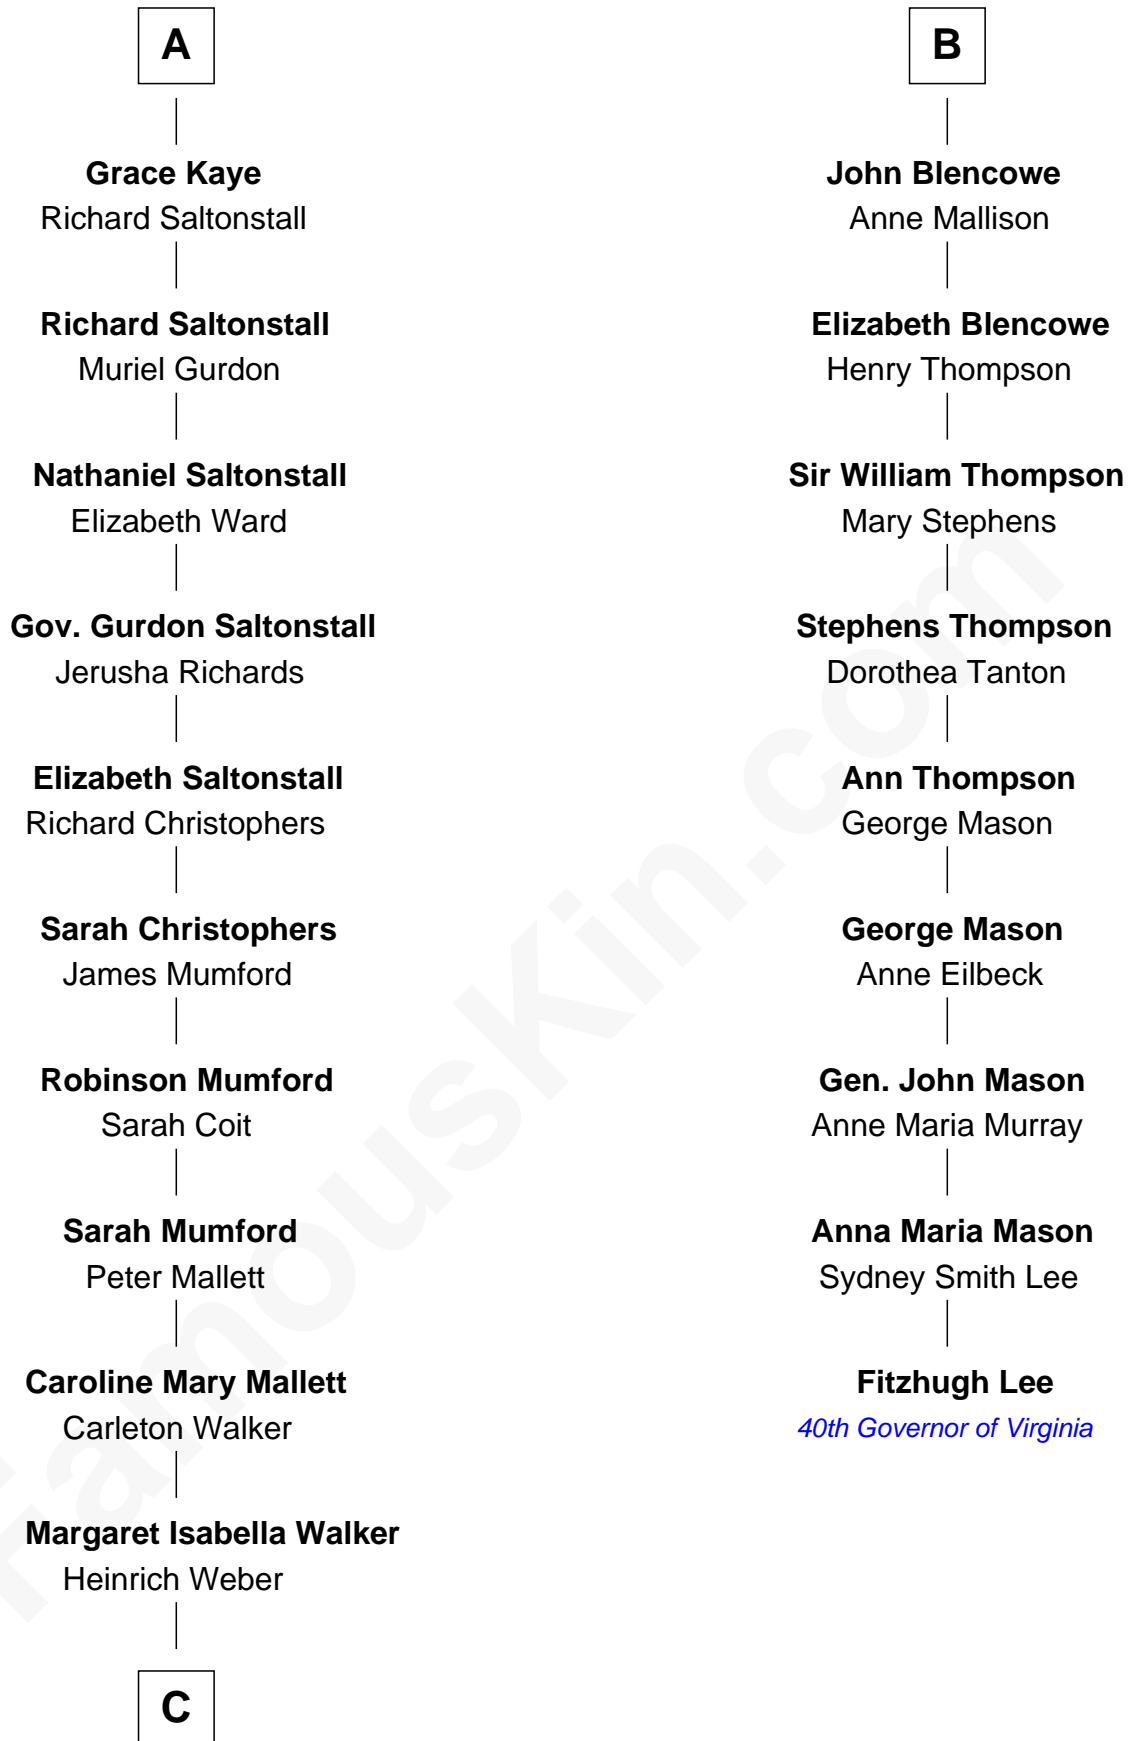 A
Grace Kaye
Richard Saltonstall
Richard Saltonstall
Muriel Gurdon
Nathaniel Saltonstall
Elizabeth Ward
Gov. Gurdon Saltonstall
Jerusha Richards
Elizabeth Saltonstall
Richard Christophers
Sarah Christophers
James Mumford
Robinson Mumford
Sarah Coit
Sarah Mumford
Peter Mallett
Caroline Mary Mallett
Carleton Walker
Margaret Isabella Walker
Heinrich Weber
C
B
John Blencowe
Anne Mallison
Elizabeth Blencowe
Henry Thompson
Sir William Thompson
Mary Stephens
Stephens Thompson
Dorothea Tanton
Ann Thompson
George Mason
George Mason
Anne Eilbeck
Gen. John Mason
Anne Maria Murray
Anna Maria Mason
Sydney Smith Lee
Fitzhugh Lee
40th Governor of Virginia
FamousKin.com